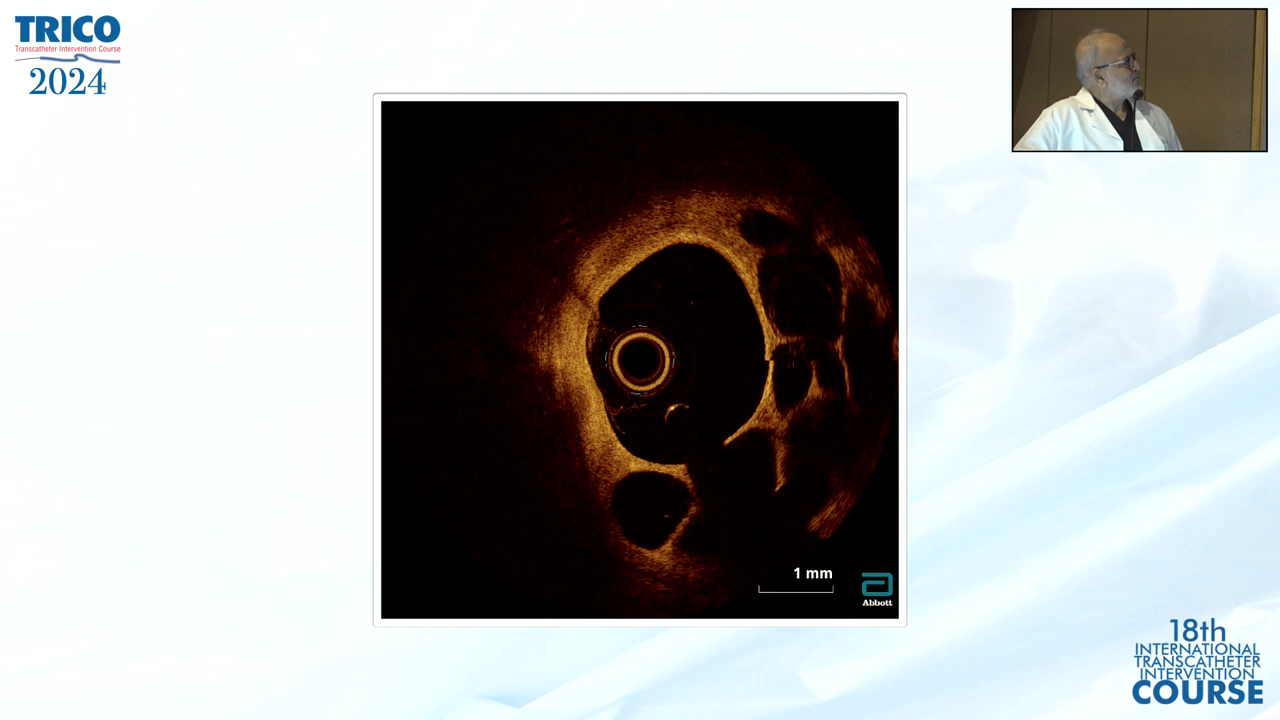 TRICO
Transcatheter Intervention Course
2024
1 mm
Abbott
18th
INTERNATIONAL
TRANSCATHETER
INTERVENTION
COURSE